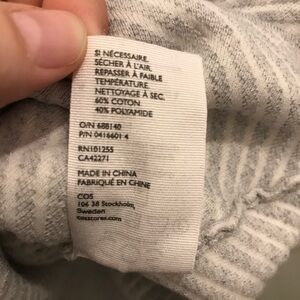 SI NÉCESSAIRE.
SÉCHER À L'AIR.
REPASSER À FAIBLE
TEMPÉRATURE.
NETTOYAGE À SEC.
60% COTON
40% POLYAMIDE
O/N 688140
P/N 0416601 4
RN101255
CA42271
MADE IN CHINA
FABRIQUÉ EN CHINE
COS
106 38 Stockholm,
Sweden
cosstores.com